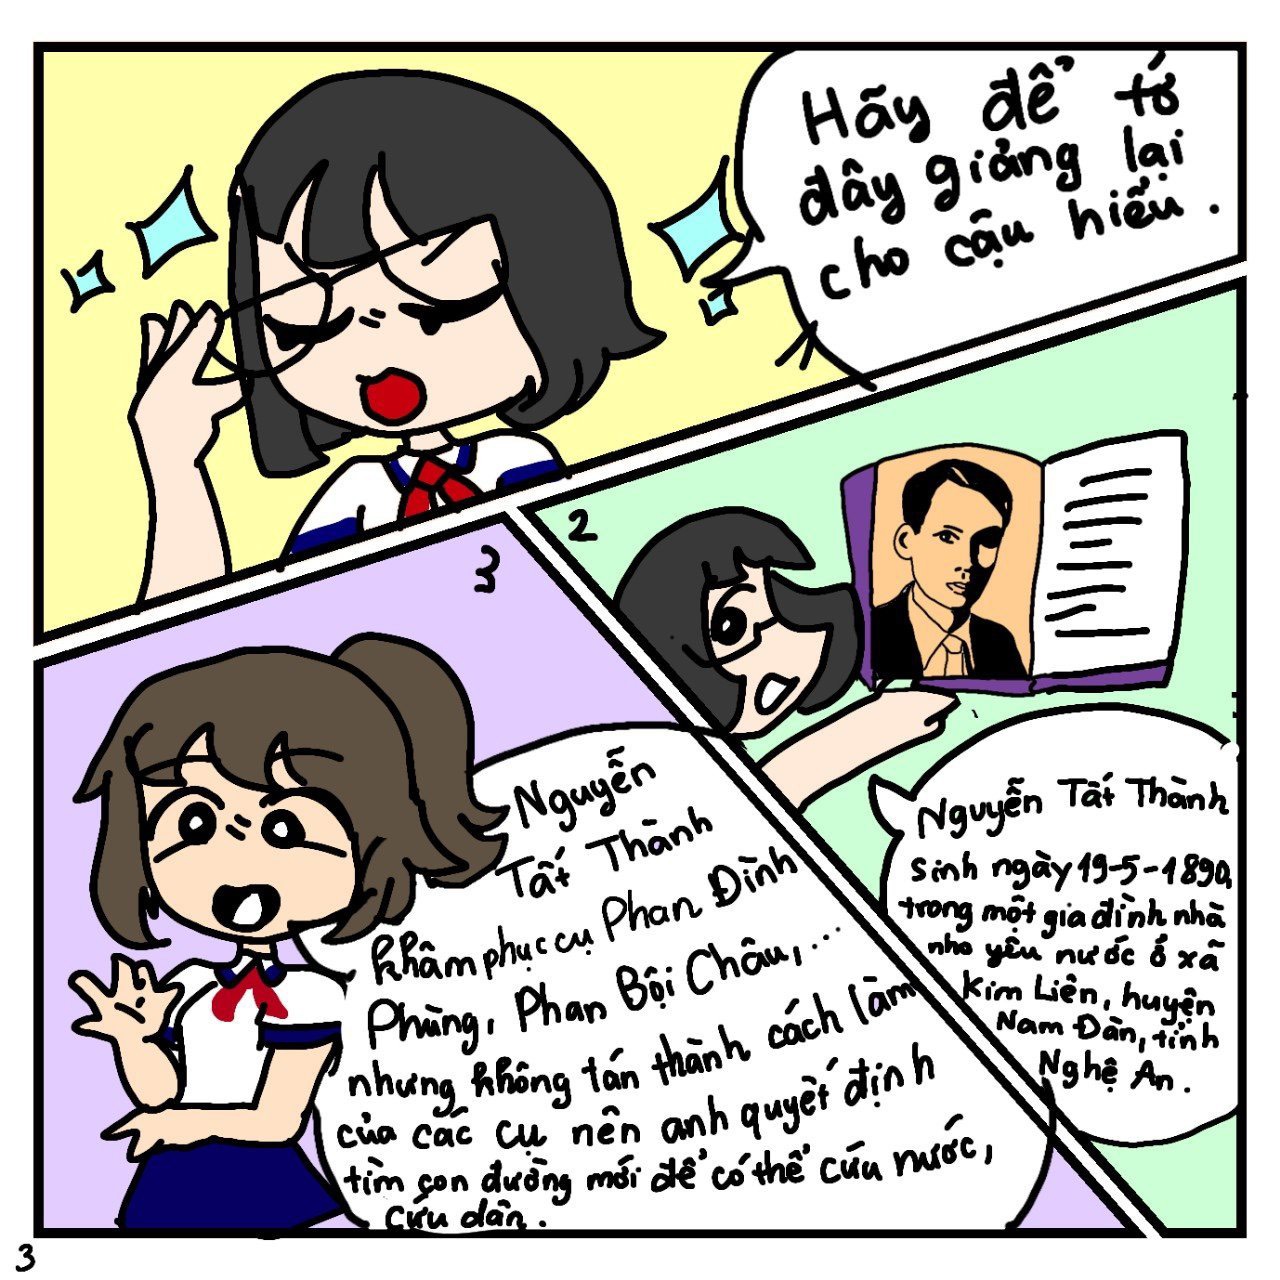 Hãy để tớ
đây giảng lại
cho cậu hiểu.
2
Nguyễn Tất Thành
sinh ngày 19-5-1890,
trong một gia đình nhà
nho yêu nước ở xã
Kim Liên, huyện
Nam Đàn, tỉnh
Nghệ An.
3
Nguyễn
Tất Thành
khâm phục cụ Phan Đình
Phùng, Phan Bội Châu,...
nhưng không tán thành cách làm
của các cụ nên anh quyết định
tìm con đường mới để có thể cứu nước,
cứu dân.
3